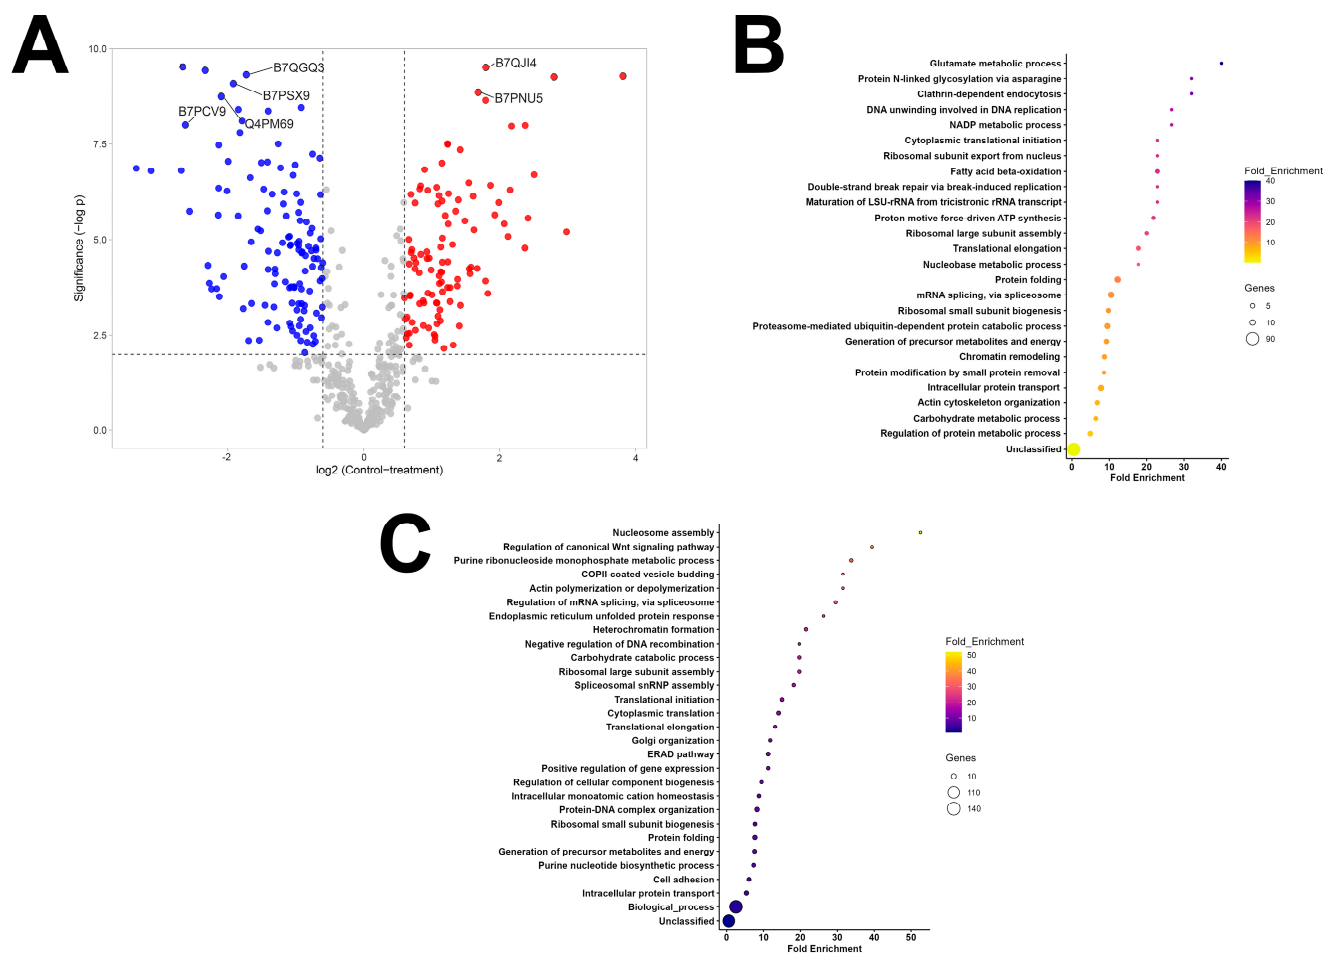 A
10.0
7.5
5.0
2.5
0.0
Significance (−log p)
B7QGQ3
B7PSX9
B7PCV9
Q4PM69
B7QJI4
B7PNU5
-2
0
2
4
log2 (Control−treatment)
B
Glutamate metabolic process
Protein N-linked glycosylation via asparagine
Clathrin-dependent endocytosis
DNA unwinding involved in DNA replication
NADP metabolic process
Cytoplasmic translational initiation
Ribosomal subunit export from nucleus
Fatty acid beta-oxidation
Double-strand break repair via break-induced replication
Maturation of LSU-rRNA from tricistronic rRNA transcript
Proton motive force-driven ATP synthesis
Ribosomal large subunit assembly
Translational elongation
Nucleobase metabolic process
Protein folding
mRNA splicing, via spliceosome
Ribosomal small subunit biogenesis
Proteasome-mediated ubiquitin-dependent protein catabolic process
Generation of precursor metabolites and energy
Chromatin remodeling
Protein modification by small protein removal
Intracellular protein transport
Actin cytoskeleton organization
Carbohydrate metabolic process
Regulation of protein metabolic process
Unclassified
0 10 20 30 40
Fold Enrichment
Fold_Enrichment
40
30
20
10
Genes
5
10
90
C
Nucleosome assembly
Regulation of canonical Wnt signaling pathway
Purine ribonucleoside monophosphate metabolic process
COPII-coated vesicle budding
Actin polymerization or depolymerization
Regulation of mRNA splicing, via spliceosome
Endoplasmic reticulum unfolded protein response
Heterochromatin formation
Negative regulation of DNA recombination
Carbohydrate catabolic process
Ribosomal large subunit assembly
Spliceosomal snRNP assembly
Translational initiation
Cytoplasmic translation
Translational elongation
Golgi organization
ERAD pathway
Positive regulation of gene expression
Regulation of cellular component biogenesis
Intracellular monoatomic cation homeostasis
Protein-DNA complex organization
Ribosomal small subunit biogenesis
Protein folding
Generation of precursor metabolites and energy
Purine nucleotide biosynthetic process
Cell adhesion
Intracellular protein transport
Biological_process
Unclassified
0 10 20 30 40 50
Fold Enrichment
Fold_Enrichment
50
40
30
20
10
Genes
10
110
140